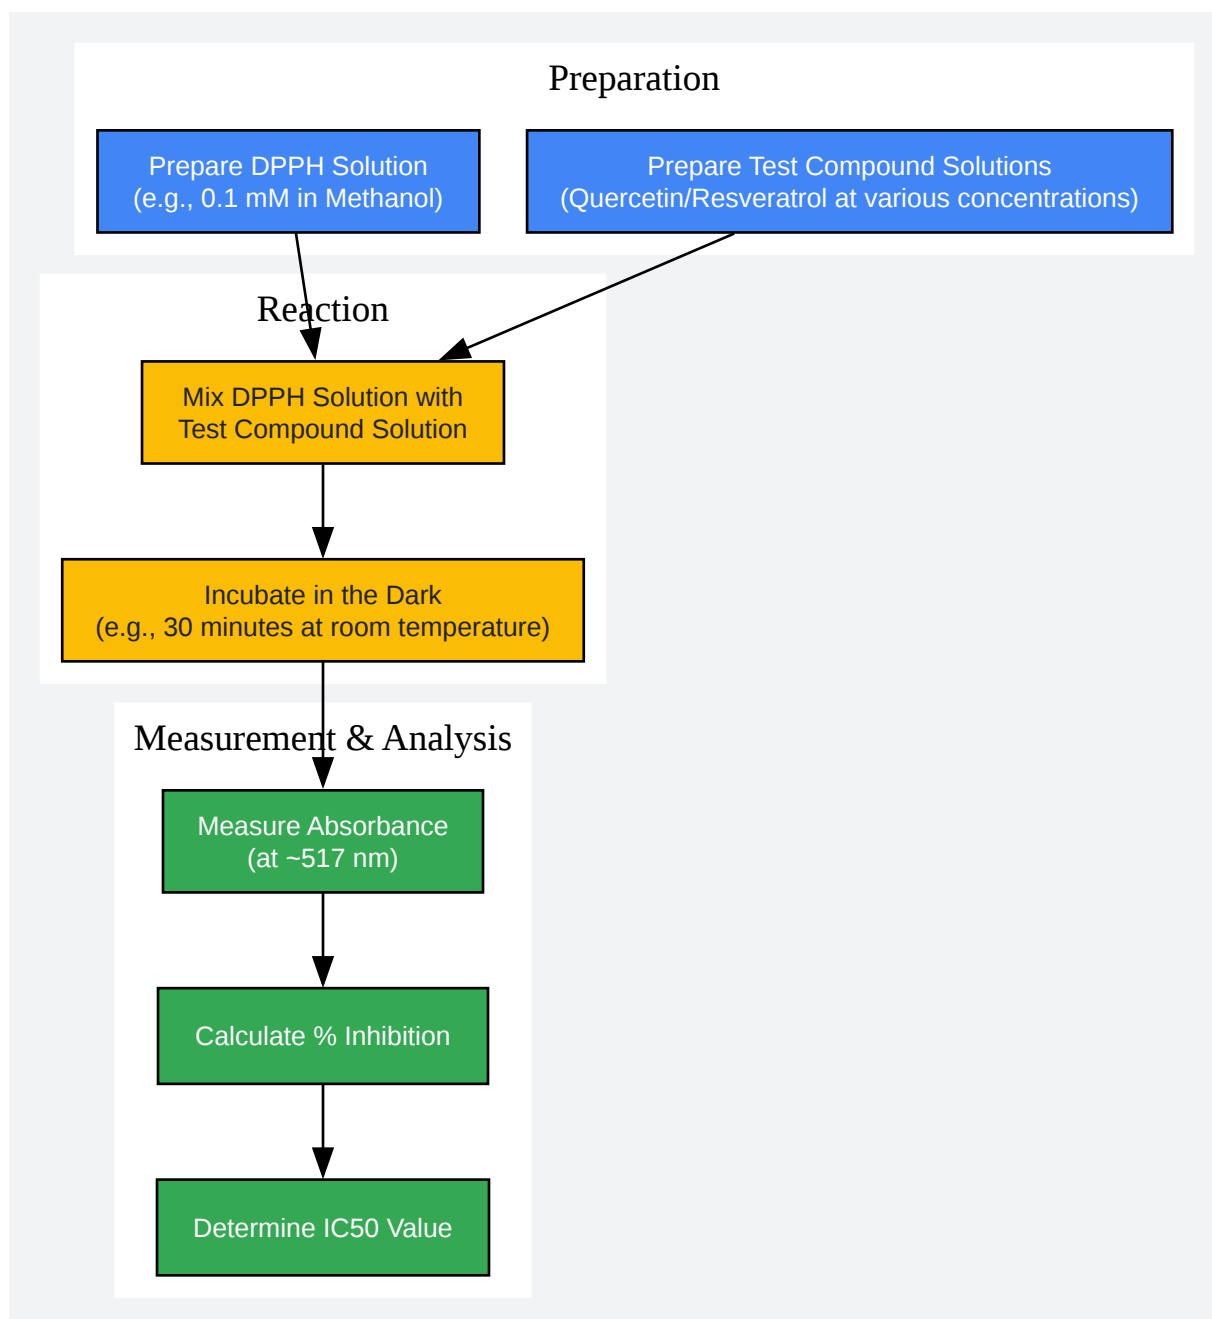 Preparation
Prepare DPPH Solution
(e.g., 0.1 mM in Methanol)
Prepare Test Compound Solutions
(Quercetin/Resveratrol at various concentrations)
Reaction
Mix DPPH Solution with
Test Compound Solution
Incubate in the Dark
(e.g., 30 minutes at room temperature)
Measurement & Analysis
Measure Absorbance
(at ~517 nm)
Calculate % Inhibition
Determine IC50 Value